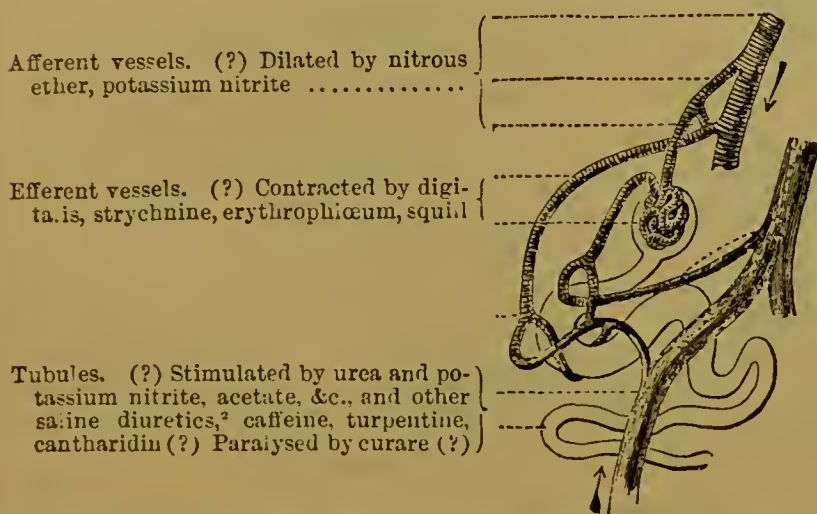 Afferent vessels. (?) Dilated by nitrous
ether, potassium nitrite ..............
Efferent vessels. (?) Contracted by digi-
ta.is, strychnine, erythrophlœum, squill
Tubules. (?) Stimulated by urea and po-
tassium nitrite, acetate, &c., and other
saline diuretics,² caffeine, turpentine,
cantharidin (?) Paralysed by curare (?)